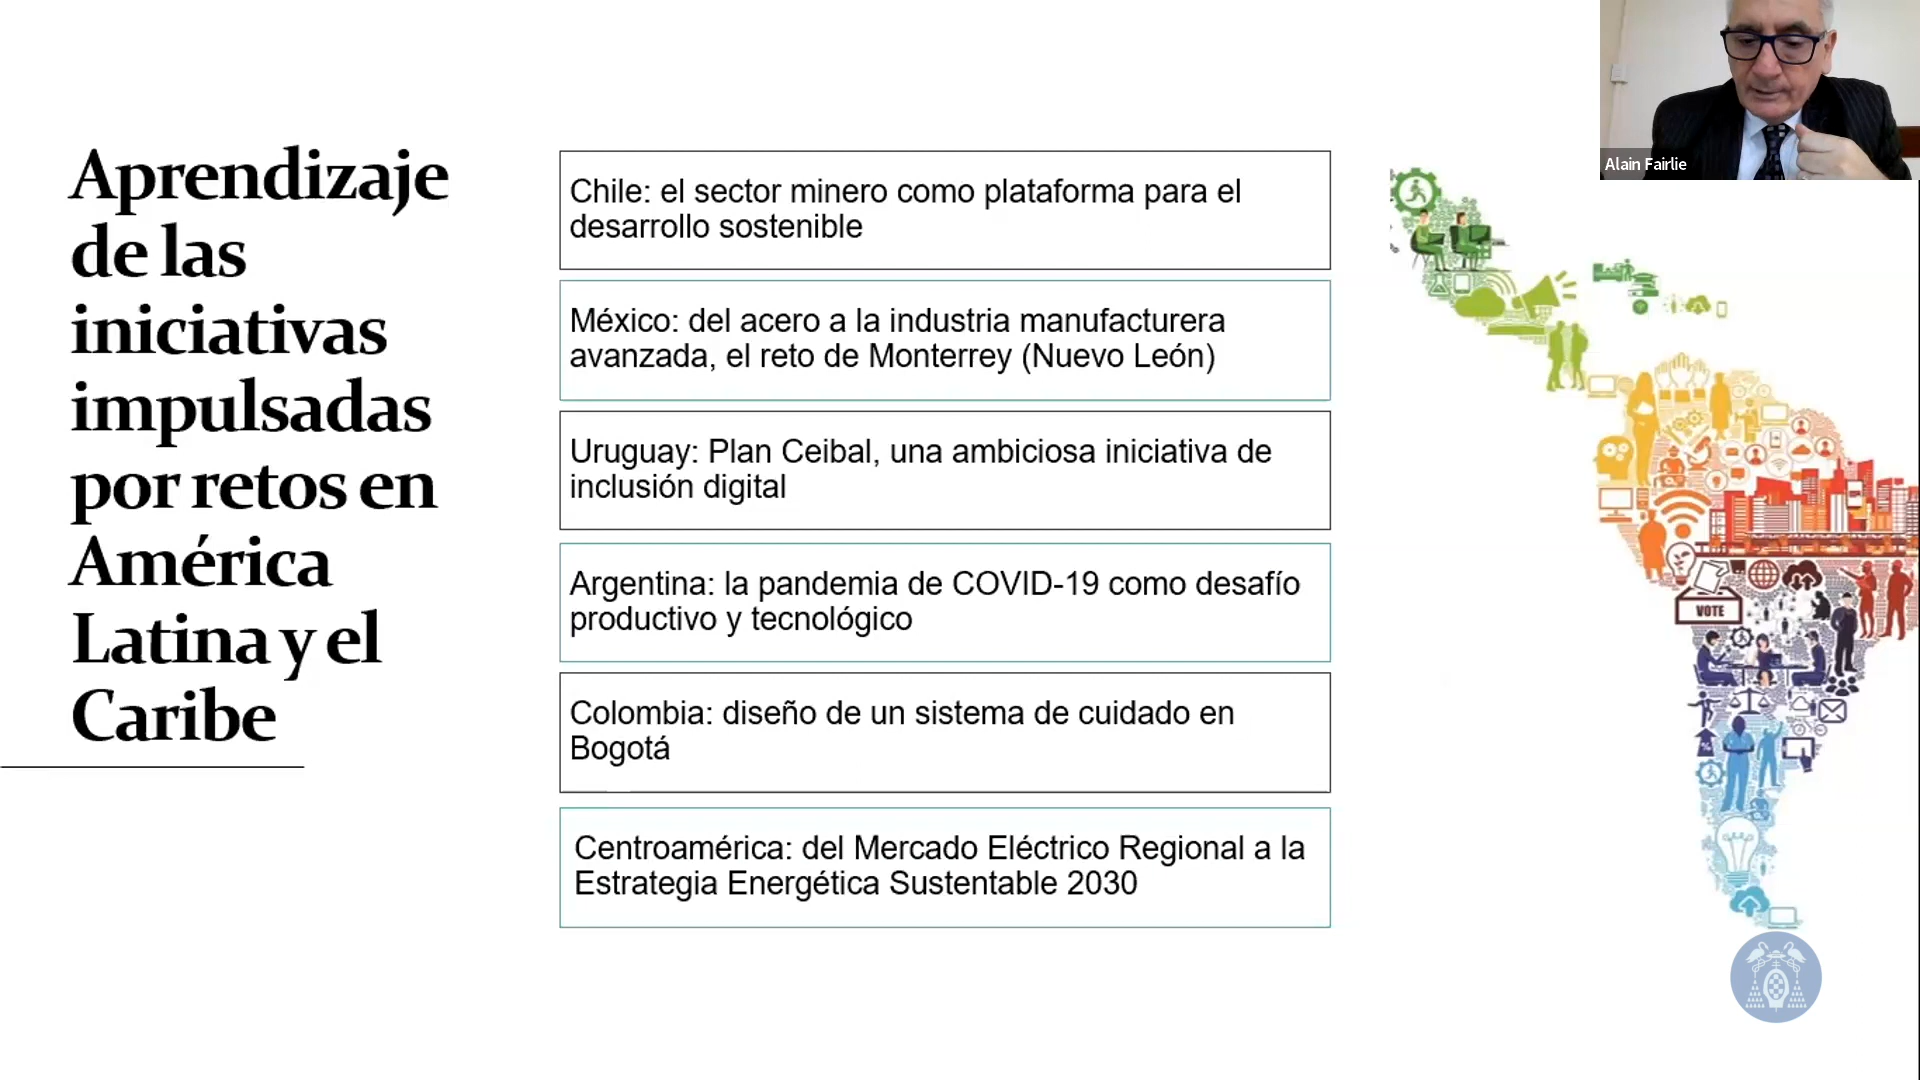 Aprendizaje
de las
iniciativas
impulsadas
por retos en
América
Latina y el
Caribe
Chile: el sector minero como plataforma para el
desarrollo sostenible
México: del acero a la industria manufacturera
avanzada, el reto de Monterrey (Nuevo León)
Uruguay: Plan Ceibal, una ambiciosa iniciativa de
inclusión digital
Argentina: la pandemia de COVID-19 como desafío
productivo y tecnológico
Colombia: diseño de un sistema de cuidado en
Bogotá
Centroamérica: del Mercado Eléctrico Regional a la
Estrategia Energética Sustentable 2030
Alain Fairlie
VOTE